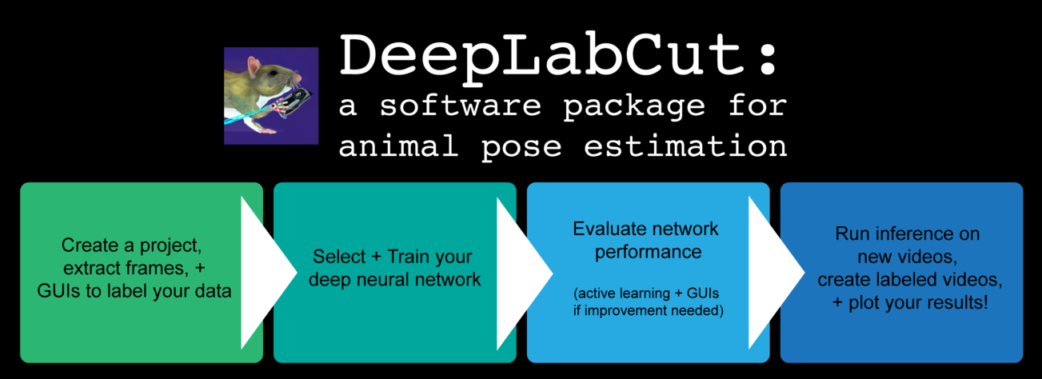 DeepLabCut:
a software package for
animal pose estimation
Create a project,
extract frames, +
GUIs to label your data
Select + Train your
deep neural network
Evaluate network
performance
(active learning + GUIs
if improvement needed)
Run inference on
new videos,
create labeled videos,
+ plot your results!